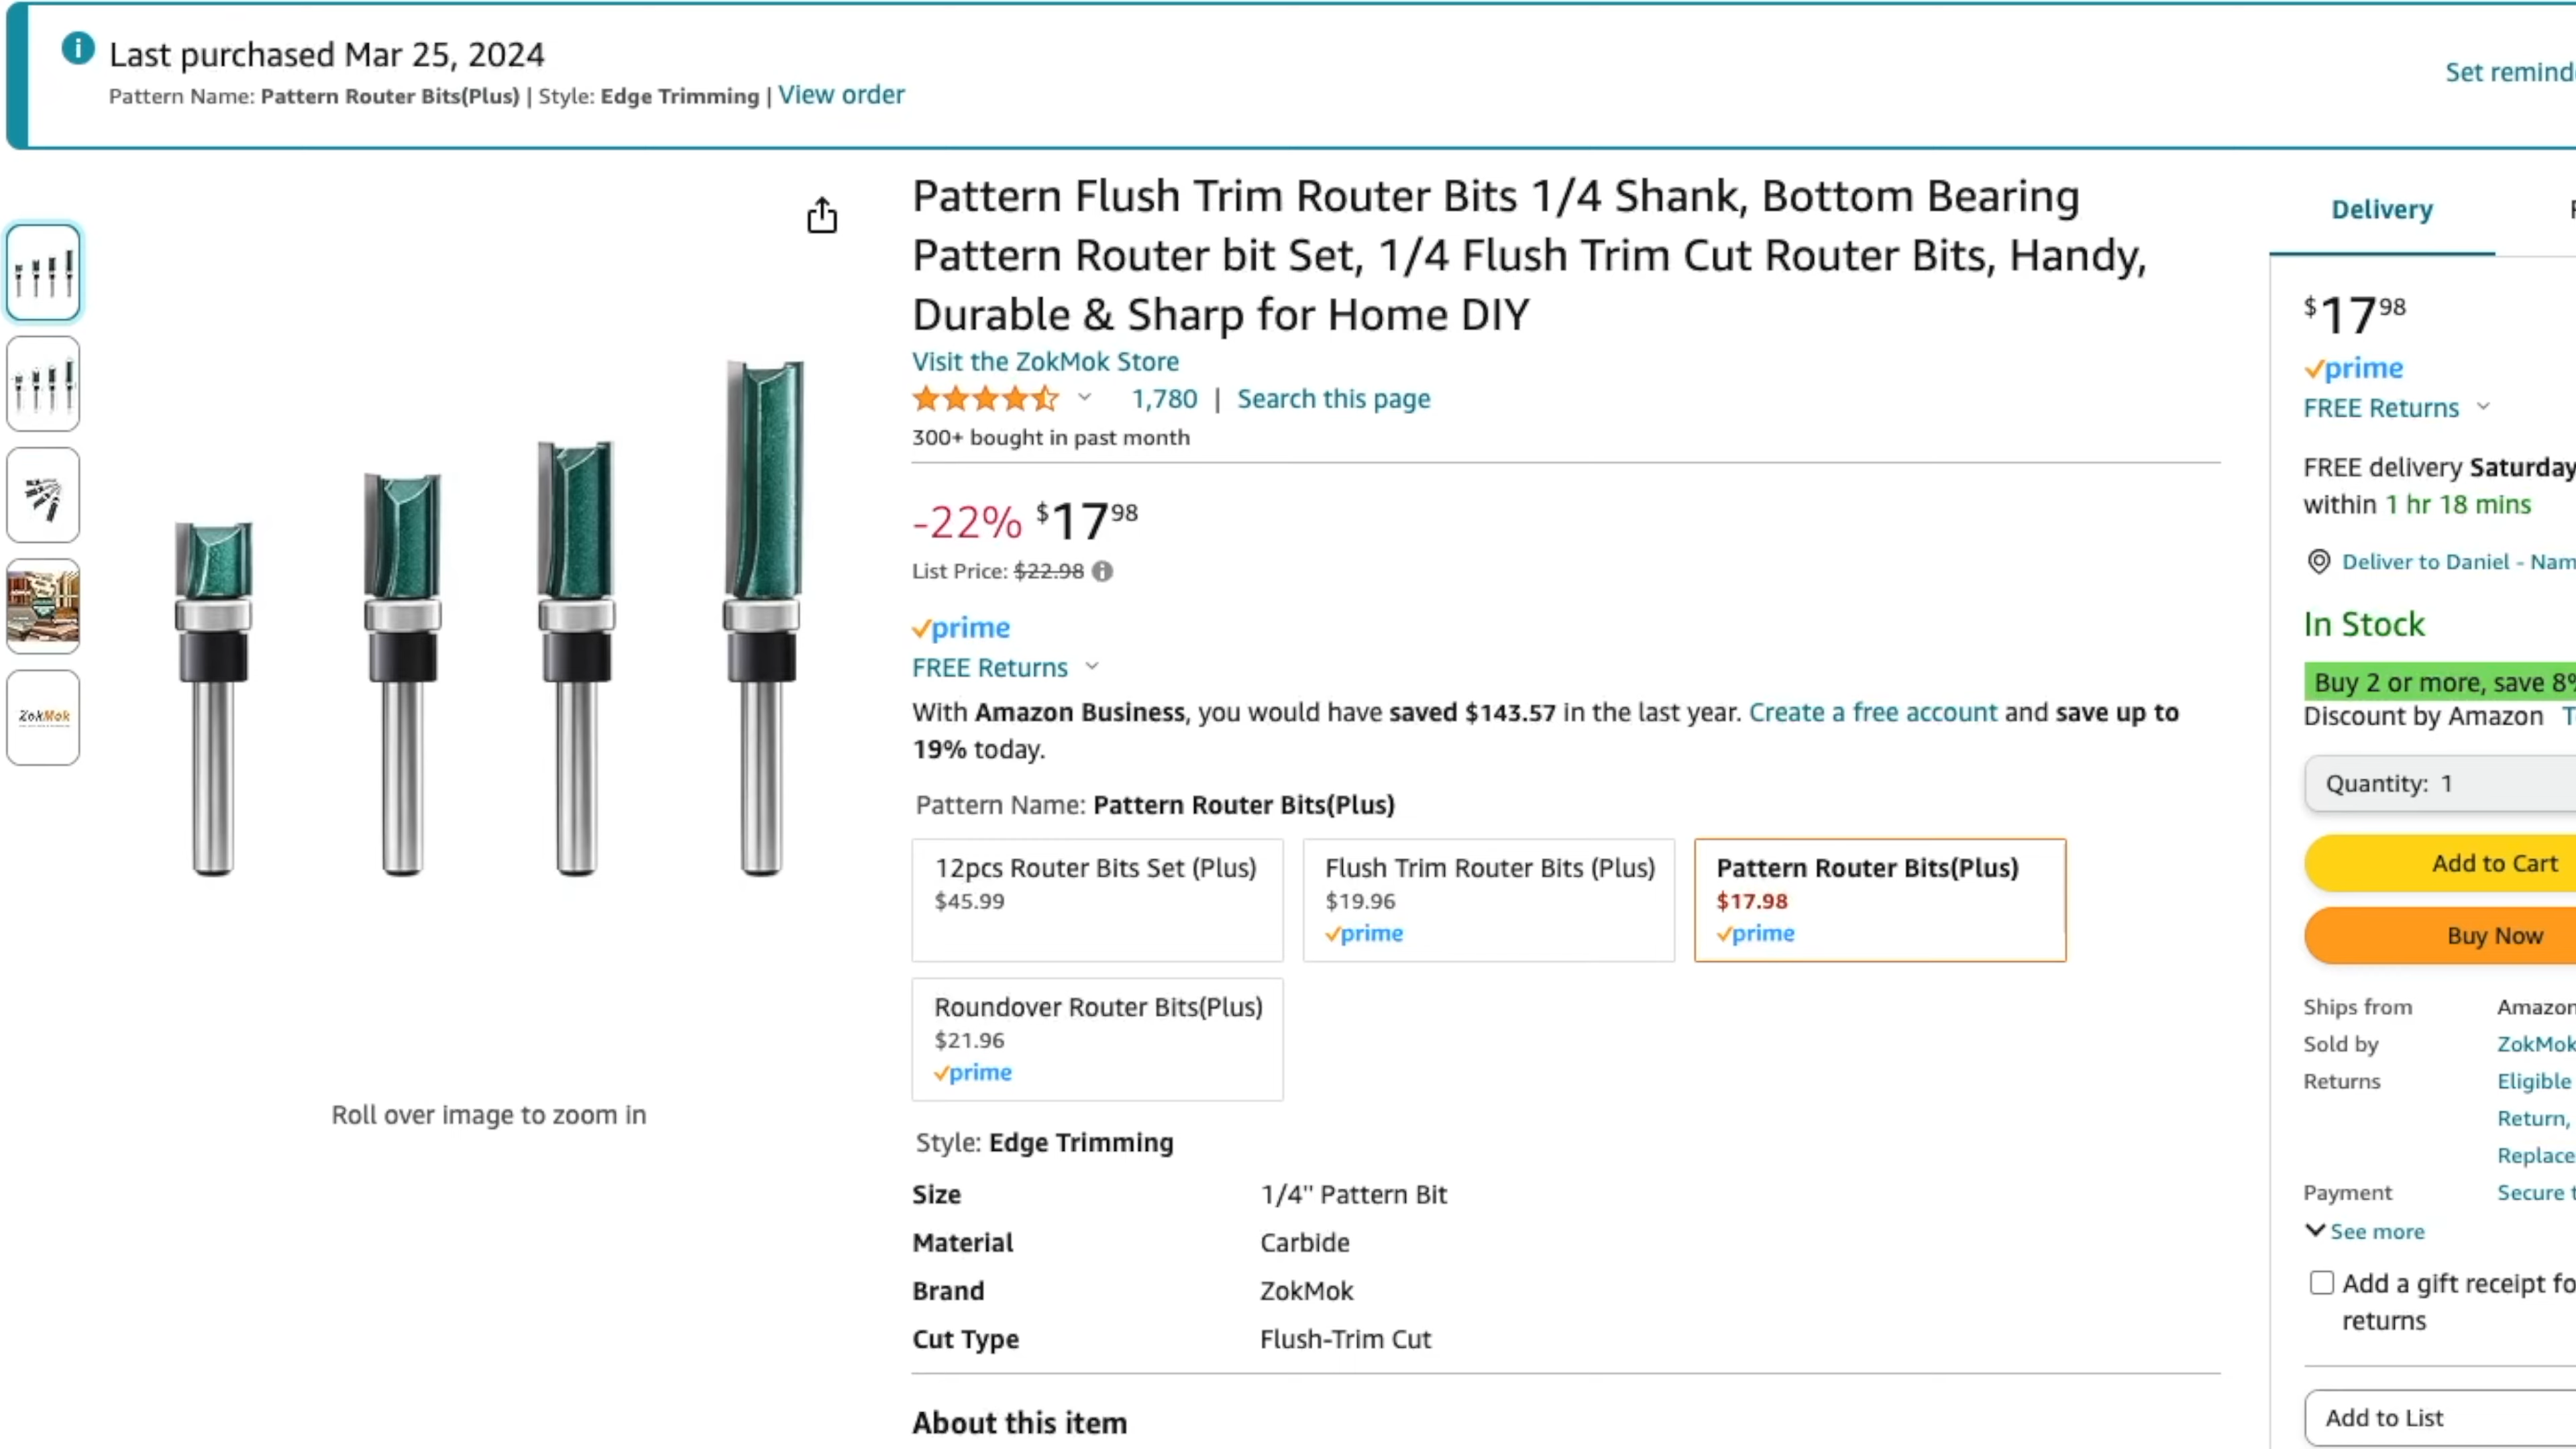 Last purchased Mar 25, 2024
Pattern Name: Pattern Router Bits(Plus) | Style: Edge Trimming | View order
Set remind
Pattern Flush Trim Router Bits 1/4 Shank, Bottom Bearing
Pattern Router bit Set, 1/4 Flush Trim Cut Router Bits, Handy,
Durable & Sharp for Home DIY
Visit the ZokMok Store
1,780 | Search this page
300+ bought in past month
-22% $17.98
List Price: $22.98
prime
FREE Returns
With Amazon Business, you would have saved $143.57 in the last year. Create a free account and save up to
19% today.
Pattern Name: Pattern Router Bits(Plus)
12pcs Router Bits Set (Plus)
$45.99
Flush Trim Router Bits (Plus)
$19.96
prime
Pattern Router Bits(Plus)
$17.98
prime
Roundover Router Bits(Plus)
$21.96
prime
Style: Edge Trimming
Size 1/4" Pattern Bit
Material Carbide
Brand ZokMok
Cut Type Flush-Trim Cut
About this item
ZokMok
Roll over image to zoom in
Delivery
$17.98
prime
FREE Returns
FREE delivery Saturday
within 1 hr 18 mins
Deliver to Daniel - Nam
In Stock
Buy 2 or more, save 8%
Discount by Amazon T
Quantity: 1
Add to Cart
Buy Now
Ships from Amazon
Sold by ZokMok
Returns Eligible
Return,
Replace
Payment Secure t
See more
Add a gift receipt fo
returns
Add to List